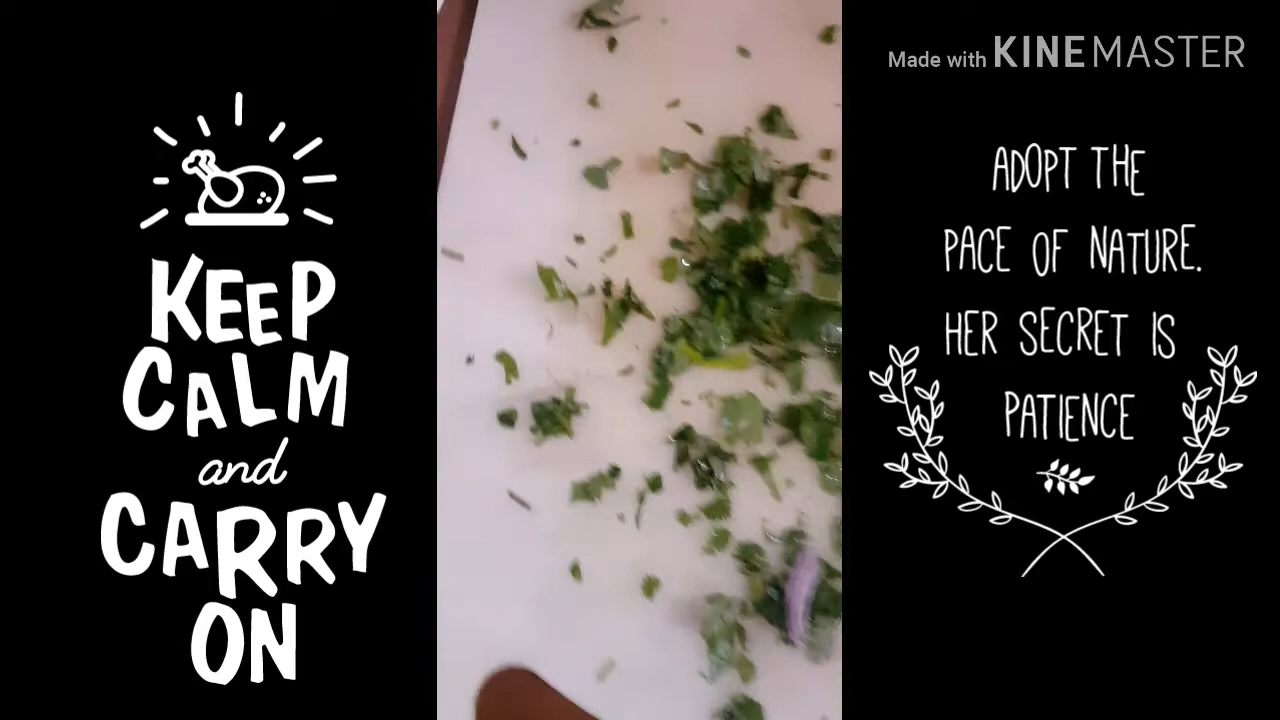 KEEP
CALM
and
CARRY
ON
Made with KINEMASTER
ADOPT THE
PACE OF NATURE.
HER SECRET IS
PATIENCE